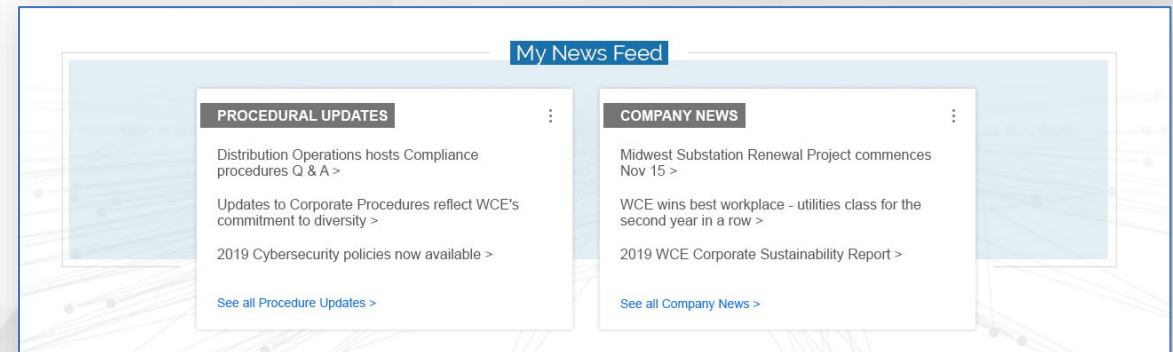 My News Feed
PROCEDURAL UPDATES
Distribution Operations hosts Compliance
procedures Q & A >
Updates to Corporate Procedures reflect WCE's
commitment to diversity >
2019 Cybersecurity policies now available >
See all Procedure Updates >
COMPANY NEWS
Midwest Substation Renewal Project commences
Nov 15 >
WCE wins best workplace - utilities class for the
second year in a row >
2019 WCE Corporate Sustainability Report >
See all Company News >